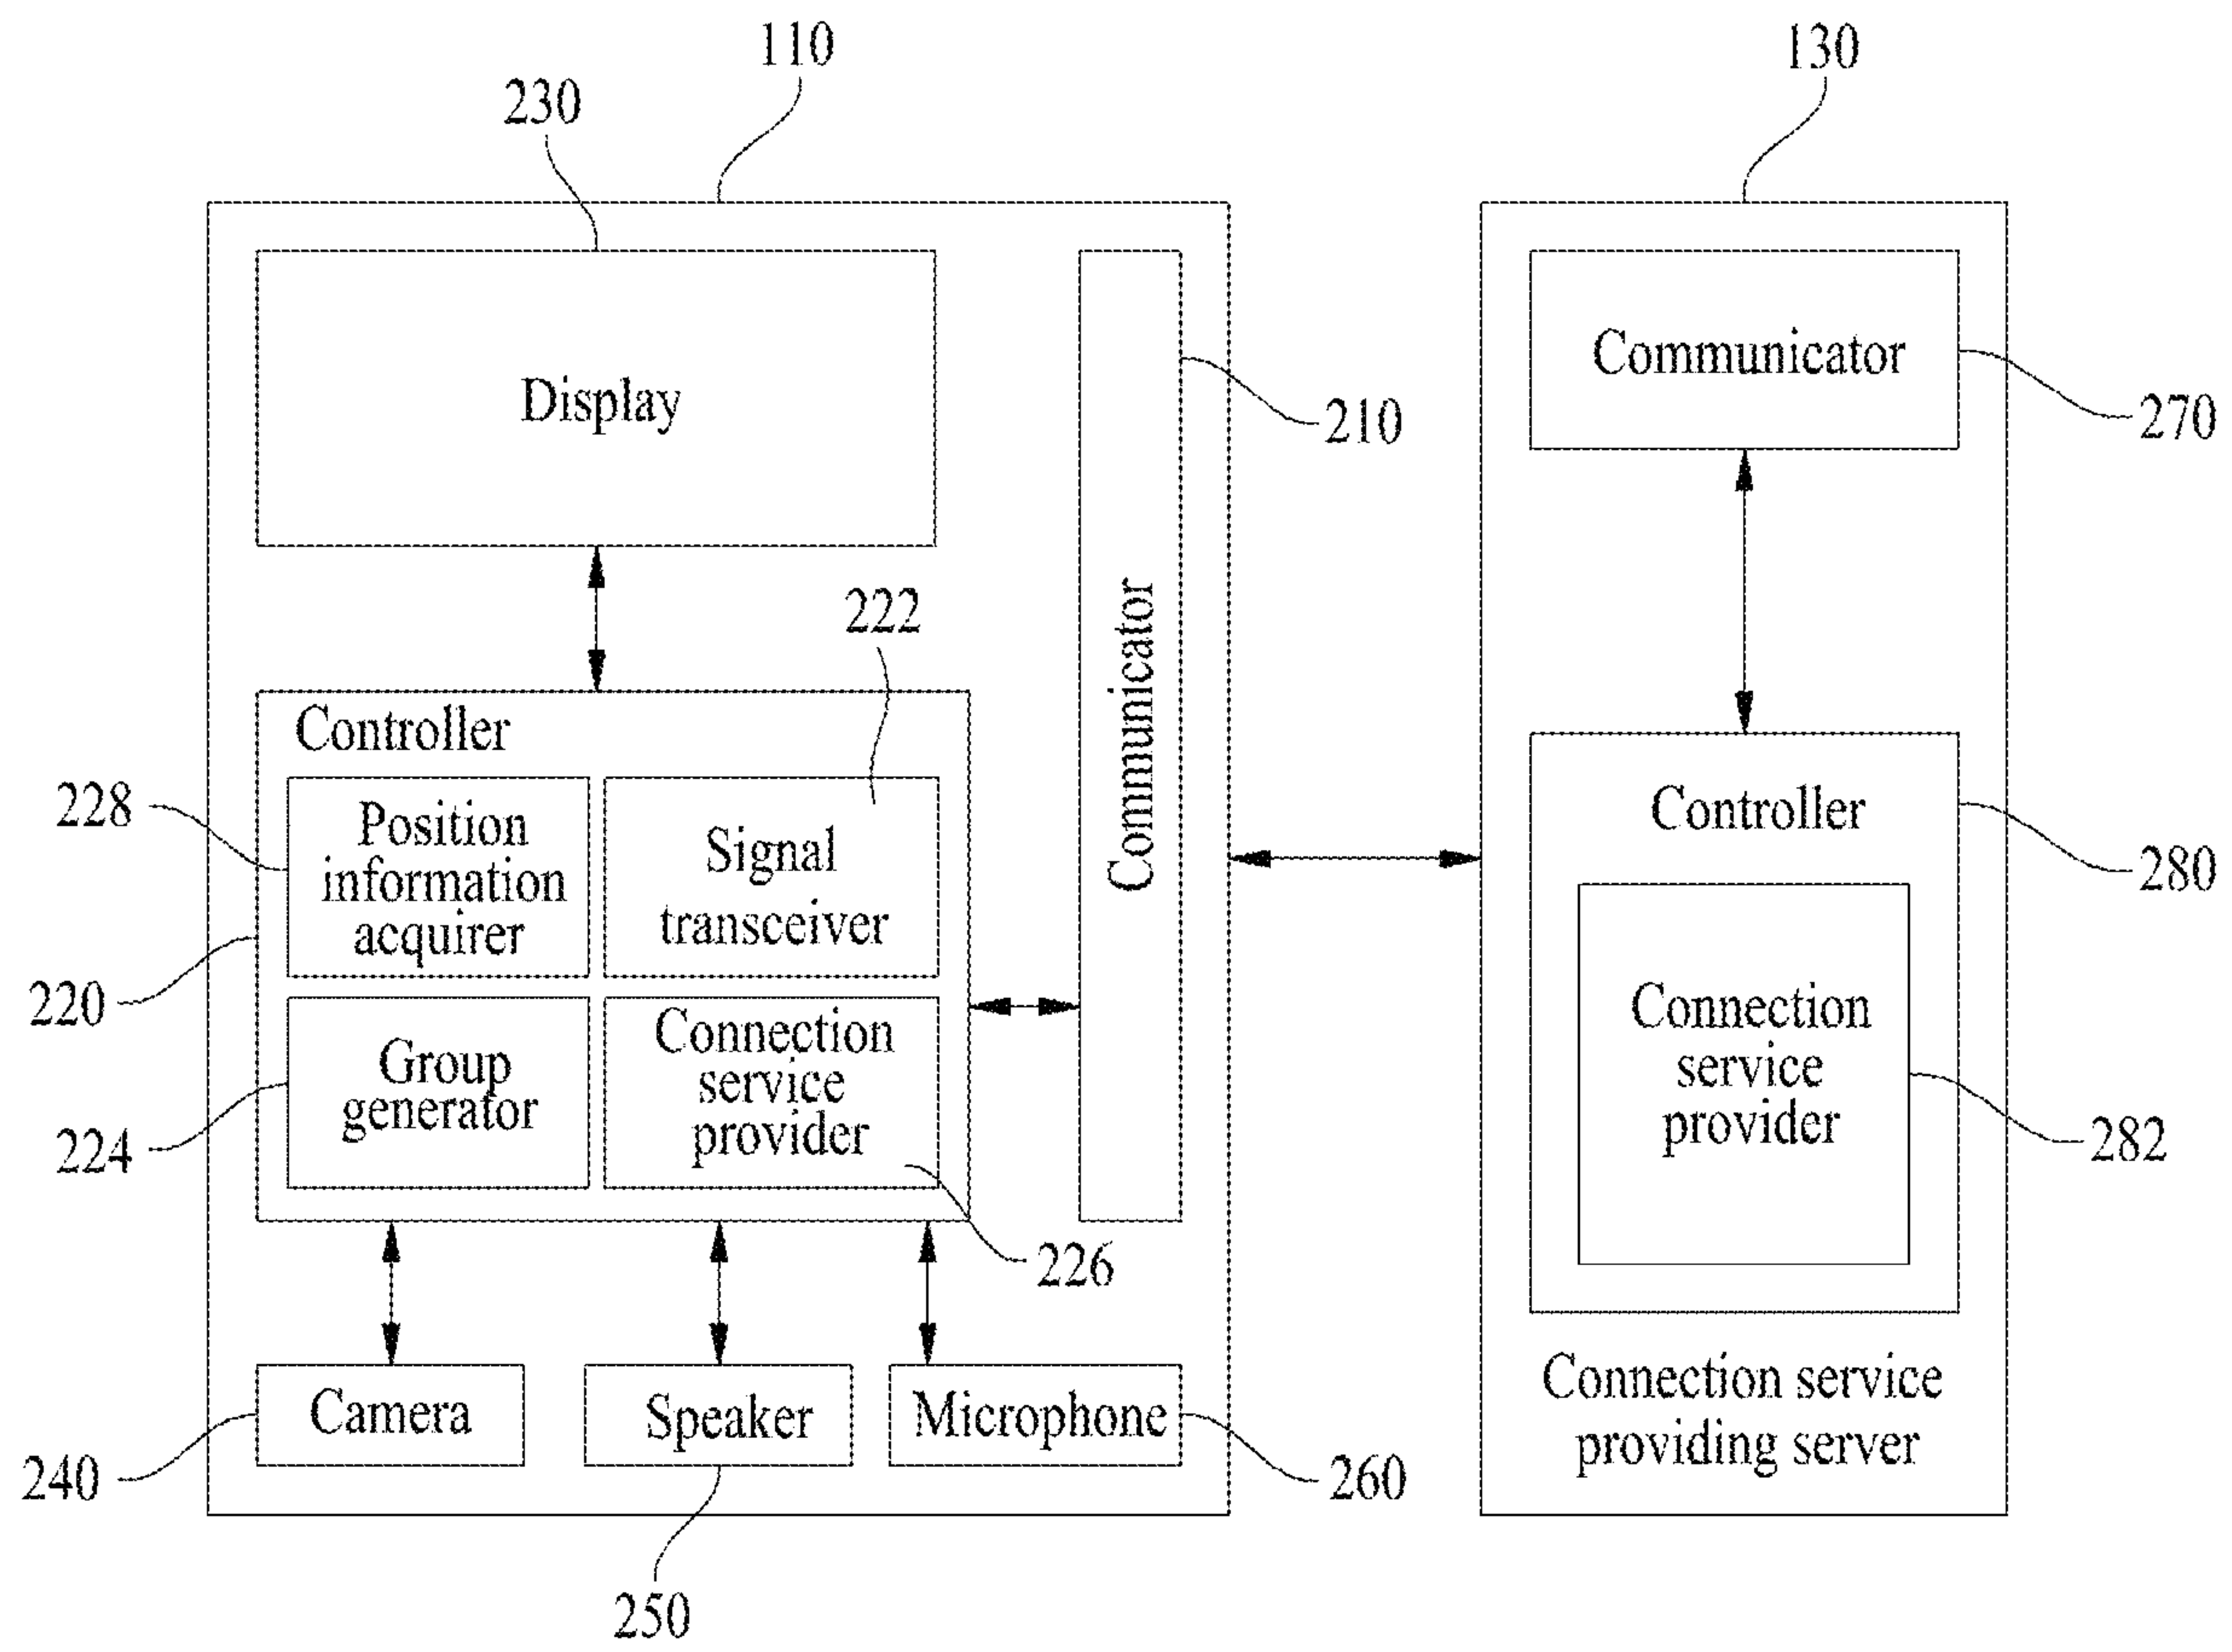 110
130
230
Display
Communicator
210
Communicator
270
222
Controller
228
Position
information
acquirer
Signal
transceiver
220
Group
generator
224
Connection
service
provider
226
Controller
280
Connection
service
provider
282
Camera
240
Speaker
250
Microphone
260
Connection service
providing server